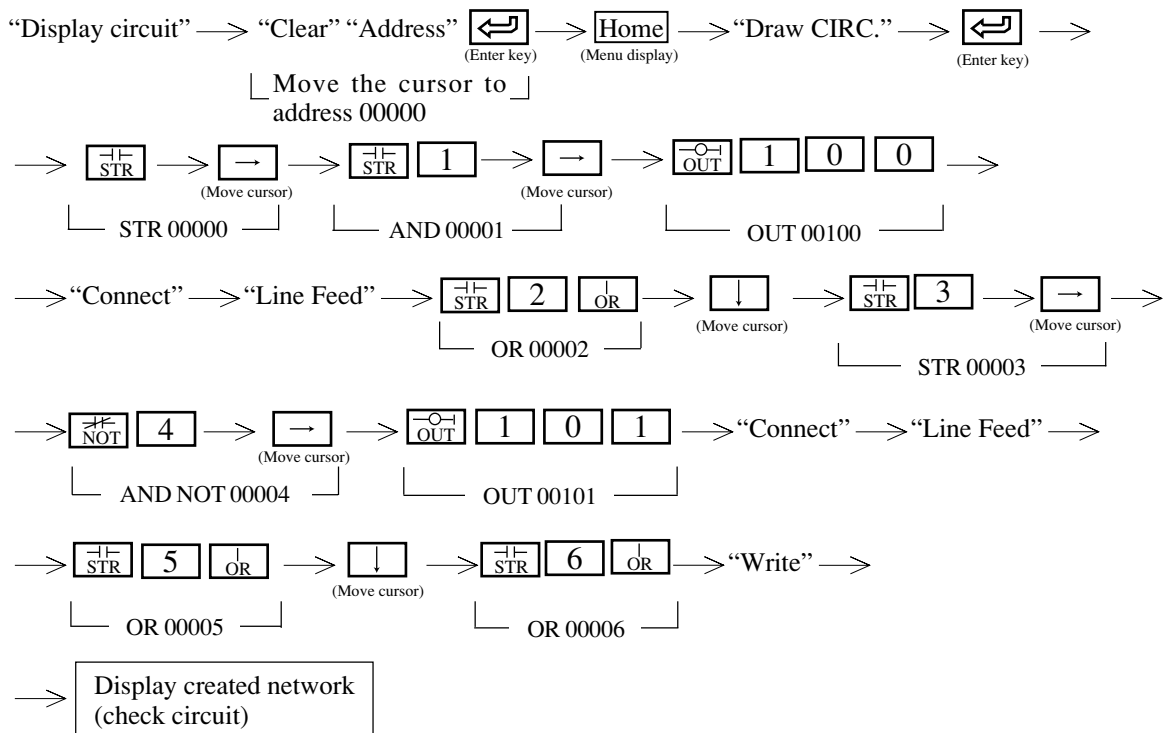 “Display circuit” → “Clear” “Address” Home → “Draw CIRC.” →
(Enter key) (Menu display) (Enter key)
Move the cursor to
address 00000
STR → STR 1 → OUT 1 0 0
(Move cursor) (Move cursor)
STR 00000 AND 00001 OUT 00100
“Connect” → “Line Feed” → STR 2 OR → ↓ → STR 3 → →
(Move cursor) (Move cursor)
OR 00002 STR 00003
NOT 4 → → OUT 1 0 1 → “Connect” → “Line Feed” →
(Move cursor)
AND NOT 00004 OUT 00101
STR 5 OR → ↓ → STR 6 OR → “Write” →
(Move cursor)
OR 00005 OR 00006
Display created network
(check circuit)